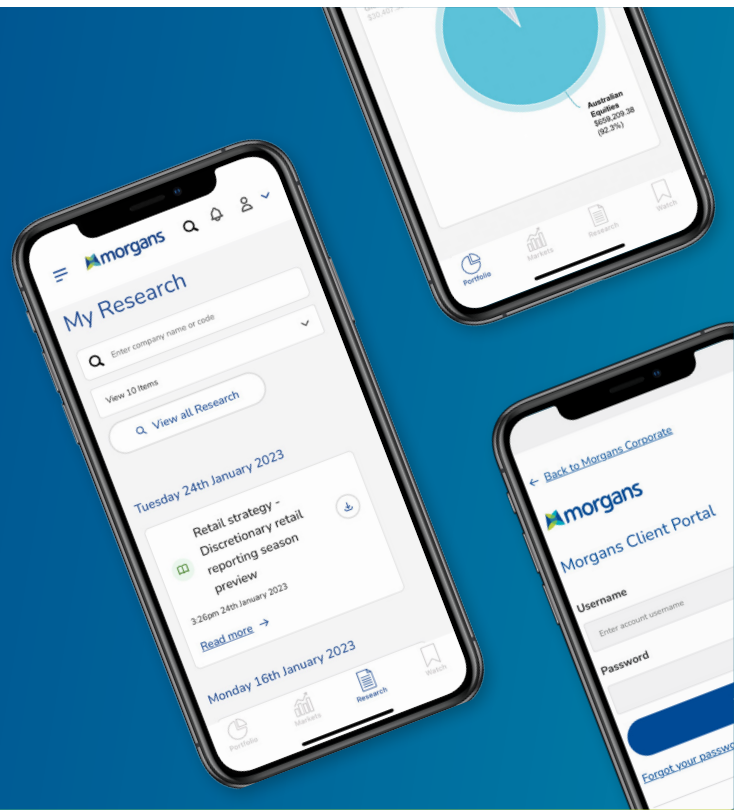 Australian
Equities
$659,209.38
(92.3%)
Portfolio
Markets
Research
Watch
morgans
My Research
Enter company name or code
View 10 Items
View all Research
Tuesday 24th January 2023
Retail strategy -
Discretionary retail
reporting season
preview
3:26pm 24th January 2023
Read more →
Monday 16th January 2023
Portfolio
Markets
Research
Watch
← Back to Morgans Corporate
morgans
Morgans Client Portal
Username
Enter account username
Password
Forgot your passwo